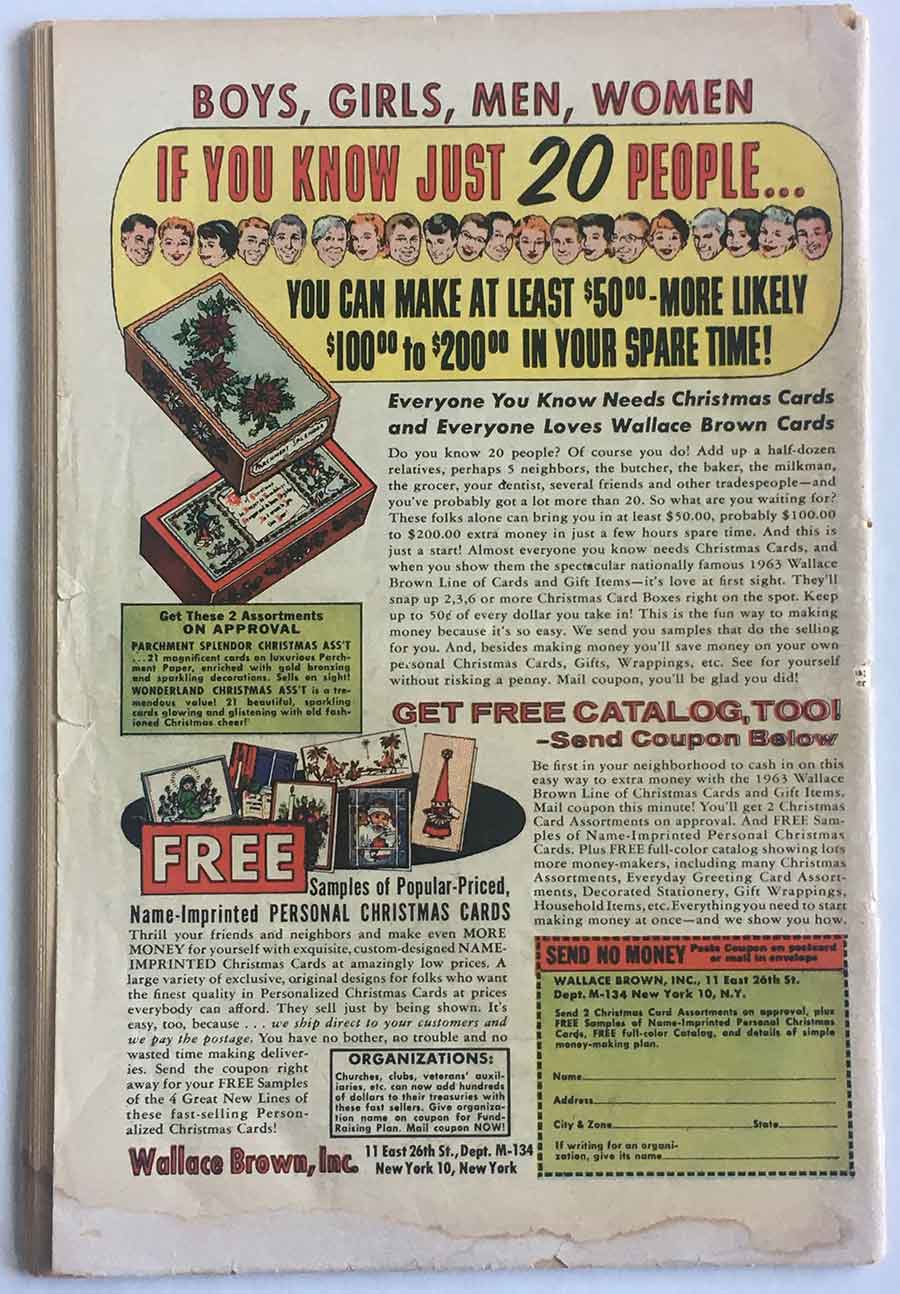 BOYS, GIRLS, MEN, WOMEN
IF YOU KNOW JUST 20 PEOPLE...
YOU CAN MAKE AT LEAST $50⁰⁰-MORE LIKELY
$100⁰⁰ to $200⁰⁰ IN YOUR SPARE TIME!
Everyone You Know Needs Christmas Cards
and Everyone Loves Wallace Brown Cards
Do you know 20 people? Of course you do! Add up a half-dozen
relatives, perhaps 5 neighbors, the butcher, the baker, the milkman,
the grocer, your dentist, several friends and other tradespeople—and
you've probably got a lot more than 20. So what are you waiting for?
These folks alone can bring you in at least $50.00, probably $100.00
to $200.00 extra money in just a few hours spare time. And this is
just a start! Almost everyone you know needs Christmas Cards, and
when you show them the spectacular nationally famous 1963 Wallace
Brown Line of Cards and Gift Items—it's love at first sight. They'll
snap up 2,3,6 or more Christmas Card Boxes right on the spot. Keep
up to 50¢ of every dollar you take in! This is the fun way to making
money because it's so easy. We send you samples that do the selling
for you. And, besides making money you'll save money on your own
personal Christmas Cards, Gifts, Wrappings, etc. See for yourself
without risking a penny. Mail coupon, you'll be glad you did!
Get These 2 Assortments
ON APPROVAL
PARCHMENT SPLENDOR CHRISTMAS ASS'T
...21 magnificent cards on luxurious Parch-
ment Paper, enriched with gold bronzing
and sparkling decorations. Sells on sight!
WONDERLAND CHRISTMAS ASS'T is a tre-
mendous value! 21 beautiful, sparkling
cards glowing and glistening with old fash-
ioned Christmas cheer!
GET FREE CATALOG, TOO!
-Send Coupon Below
Be first in your neighborhood to cash in on this
easy way to extra money with the 1963 Wallace
Brown Line of Christmas Cards and Gift Items.
Mail coupon this minute! You'll get 2 Christmas
Card Assortments on approval. And FREE Sam-
ples of Name-Imprinted Personal Christmas
Cards. Plus FREE full-color catalog showing lots
more money-makers, including many Christmas
Assortments, Everyday Greeting Card Assort-
ments, Decorated Stationery, Gift Wrappings,
Household Items, etc. Everything you need to start
making money at once—and we show you how.
FREE
Samples of Popular-Priced,
Name-Imprinted PERSONAL CHRISTMAS CARDS
Thrill your friends and neighbors and make even MORE
MONEY for yourself with exquisite, custom-designed NAME-
IMPRINTED Christmas Cards at amazingly low prices. A
large variety of exclusive, original designs for folks who want
the finest quality in Personalized Christmas Cards at prices
everybody can afford. They sell just by being shown. It's
easy, too, because . . . we ship direct to your customers and
we pay the postage. You have no bother, no trouble and no
wasted time making deliver-
ies. Send the coupon right
away for your FREE Samples
of the 4 Great New Lines of
these fast-selling Person-
alized Christmas Cards!
ORGANIZATIONS:
Churches, clubs, veterans' auxil-
iaries, etc. can now add hundreds
of dollars to their treasuries with
these fast sellers. Give organiza-
tion name on coupon for Fund-
Raising Plan. Mail coupon NOW!
Wallace Brown, Inc. 11 East 26th St., Dept. M-134
New York 10, New York
SEND NO MONEY Paste Coupon on postcard
or mail in envelope
WALLACE BROWN, INC., 11 East 26th St.
Dept. M-134 New York 10, N.Y.
Send 2 Christmas Card Assortments on approval, plus
FREE Samples of Name-Imprinted Personal Christmas
Cards, FREE full-color Catalog, and details of simple
money-making plan.
Name
Address
City & Zone State
If writing for an organi-
zation, give its name